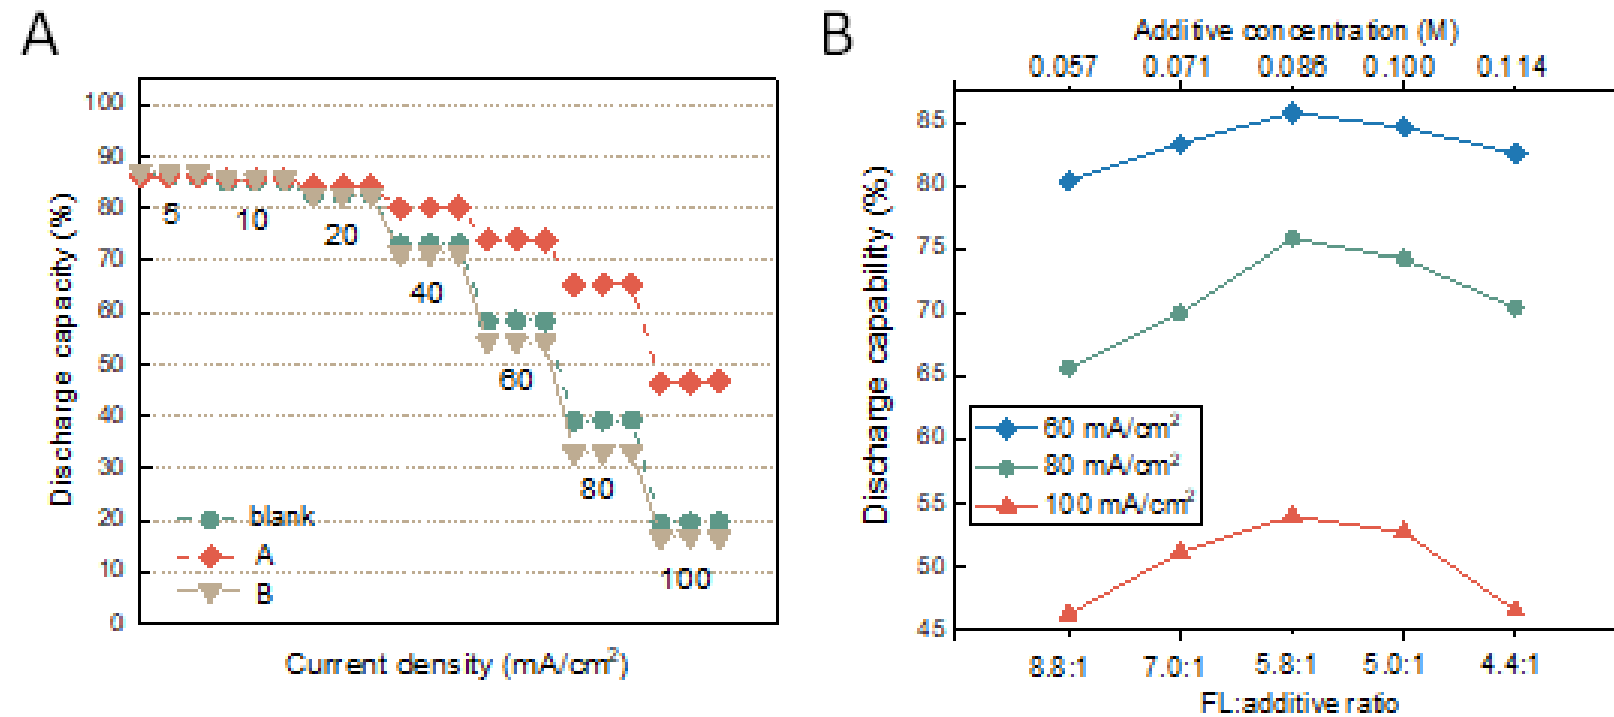 A
Discharge capacity (%)
100
90
80
70
60
50
40
30
20
10
0
5
10
20
40
60
80
100
blank
A
B
Current density (mA/cm²)
B
Additive concentration (M)
0.057 0.071 0.086 0.100 0.114
Discharge capability (%)
85
80
75
70
65
60
55
50
45
60 mA/cm²
80 mA/cm²
100 mA/cm²
8.8:1 7.0:1 5.8:1 5.0:1 4.4:1
FL:additive ratio